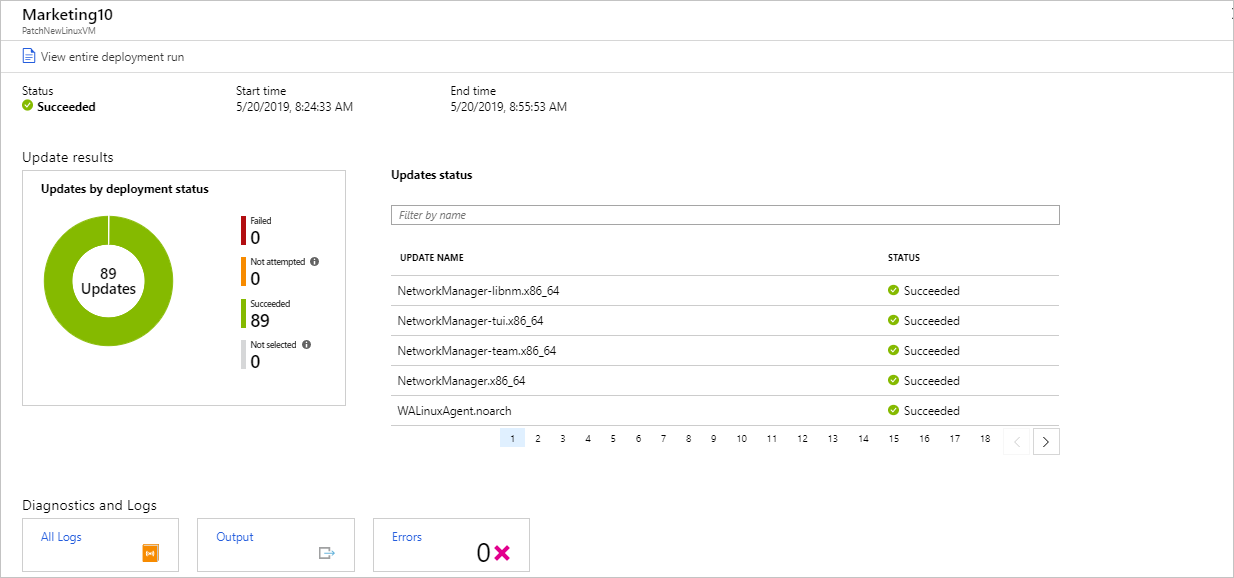 Marketing10
PatchNewLinuxVM
View entire deployment run
Status
Succeeded
Start time
5/20/2019, 8:24:33 AM
End time
5/20/2019, 8:55:53 AM
Update results
Updates by deployment status
89
Updates
Failed
0
Not attempted
0
Succeeded
89
Not selected
0
Updates status
Filter by name
UPDATE NAME STATUS
NetworkManager-libnm.x86_64 Succeeded
NetworkManager-tui.x86_64 Succeeded
NetworkManager-team.x86_64 Succeeded
NetworkManager.x86_64 Succeeded
WALinuxAgent.noarch Succeeded
1 2 3 4 5 6 7 8 9 10 11 12 13 14 15 16 17 18
Diagnostics and Logs
All Logs
Output
Errors
0